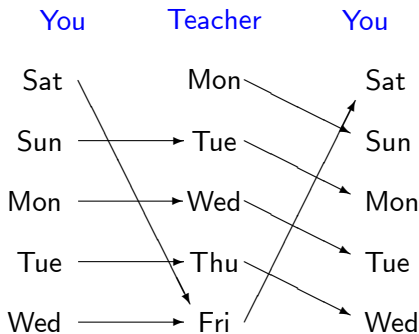 You Teacher You
Sat Mon Sat
Sun Tue Sun
Mon Wed Mon
Tue Thu Tue
Wed Fri Wed